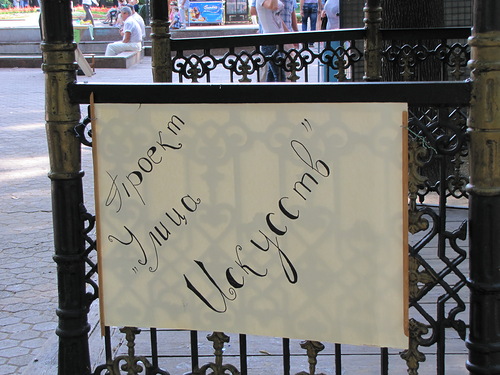 Проект
„Улица
Искусств”